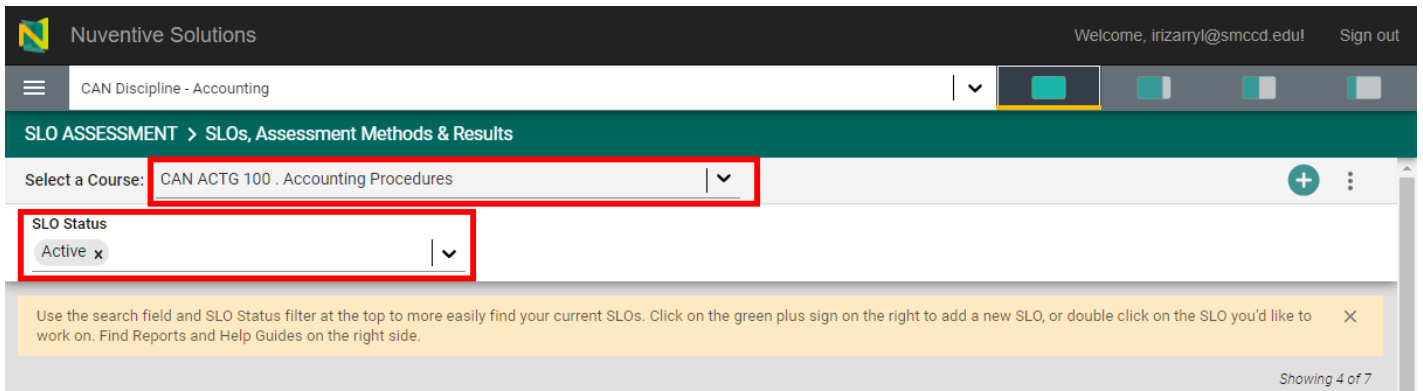 Nuventive Solutions
Welcome, irizarryl@smccd.edu!
Sign out
CAN Discipline - Accounting
SLO ASSESSMENT > SLOs, Assessment Methods & Results
Select a Course: CAN ACTG 100 . Accounting Procedures
SLO Status
Active x
Use the search field and SLO Status filter at the top to more easily find your current SLOs. Click on the green plus sign on the right to add a new SLO, or double click on the SLO you'd like to
work on. Find Reports and Help Guides on the right side.
Showing 4 of 7